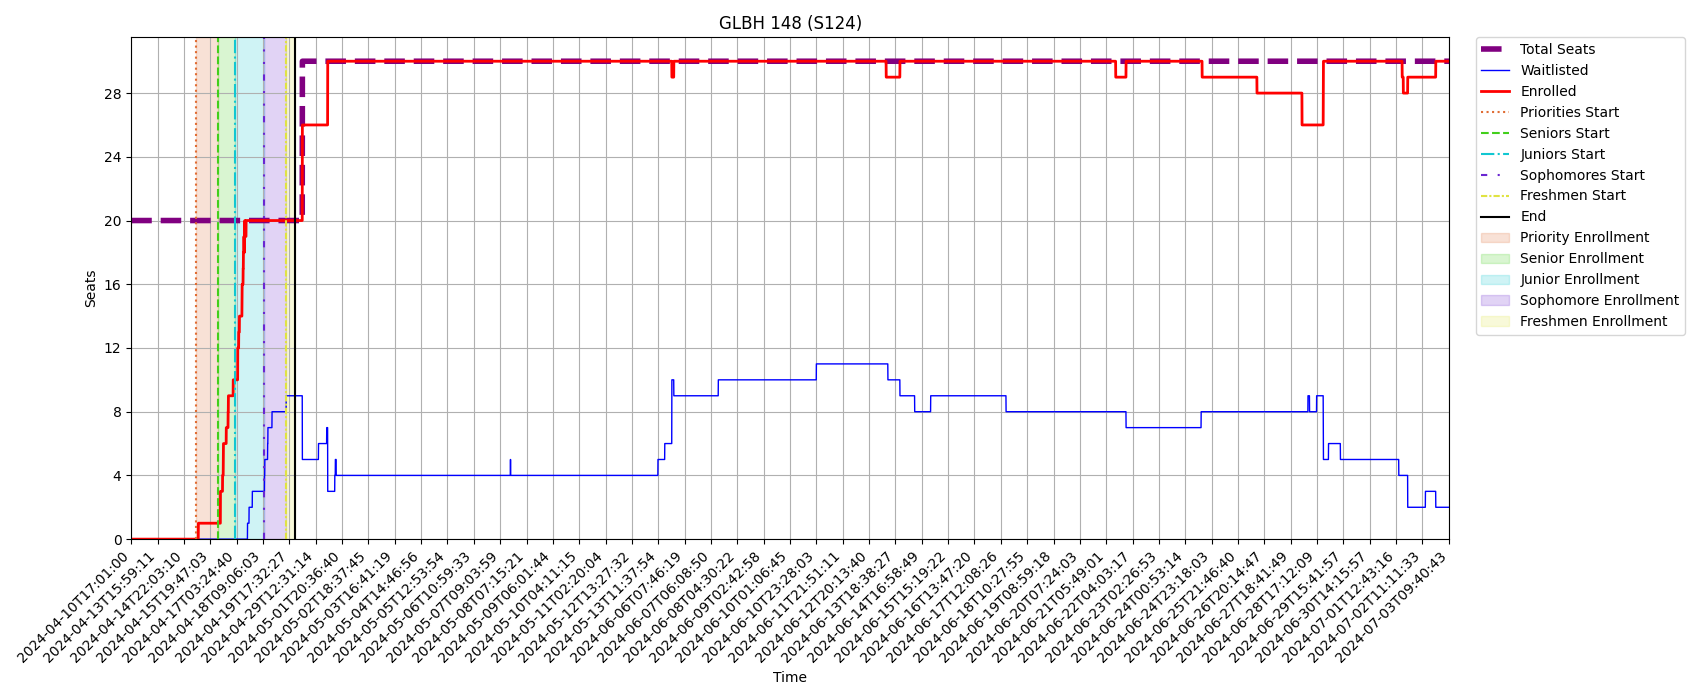 GLBH 148 (S124)
Seats
28
24
20
16
12
8
4
0
2024-04-10T17:01:00
2024-04-13T15:59:11
2024-04-14T22:03:10
2024-04-15T19:47:03
2024-04-17T03:24:40
2024-04-18T09:06:03
2024-04-19T17:32:27
2024-04-29T12:31:14
2024-05-01T20:36:40
2024-05-02T18:37:45
2024-05-03T16:41:19
2024-05-04T14:46:56
2024-05-05T12:53:54
2024-05-06T10:59:33
2024-05-07T09:03:59
2024-05-08T07:15:21
2024-05-09T06:01:44
2024-05-10T04:11:15
2024-05-11T02:20:04
2024-05-12T13:27:32
2024-05-13T11:37:54
2024-06-06T07:46:19
2024-06-07T06:08:50
2024-06-08T04:30:22
2024-06-09T02:42:58
2024-06-10T01:06:45
2024-06-10T23:28:03
2024-06-11T21:51:11
2024-06-12T20:13:40
2024-06-13T18:38:27
2024-06-14T16:58:49
2024-06-15T15:19:22
2024-06-16T13:47:20
2024-06-17T12:08:26
2024-06-18T10:27:55
2024-06-19T08:59:18
2024-06-20T07:24:03
2024-06-21T05:49:01
2024-06-22T04:03:17
2024-06-23T02:26:53
2024-06-24T00:53:14
2024-06-24T23:18:03
2024-06-25T21:46:40
2024-06-26T20:14:47
2024-06-27T18:41:49
2024-06-28T17:12:09
2024-06-29T15:41:57
2024-06-30T14:15:57
2024-07-01T12:43:16
2024-07-02T11:11:33
2024-07-03T09:40:43
Time
Total Seats
Waitlisted
Enrolled
Priorities Start
Seniors Start
Juniors Start
Sophomores Start
Freshmen Start
End
Priority Enrollment
Senior Enrollment
Junior Enrollment
Sophomore Enrollment
Freshmen Enrollment